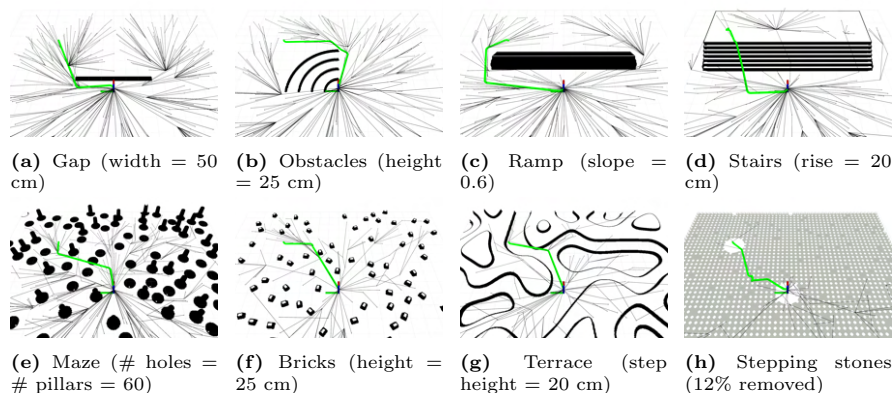 (a) Gap (width = 50
cm)
(b) Obstacles (height
= 25 cm)
(c) Ramp (slope =
0.6)
(d) Stairs (rise = 20
cm)
(e) Maze (# holes =
# pillars = 60)
(f) Bricks (height =
25 cm)
(g) Terrace (step
height = 20 cm)
(h) Stepping stones
(12% removed)